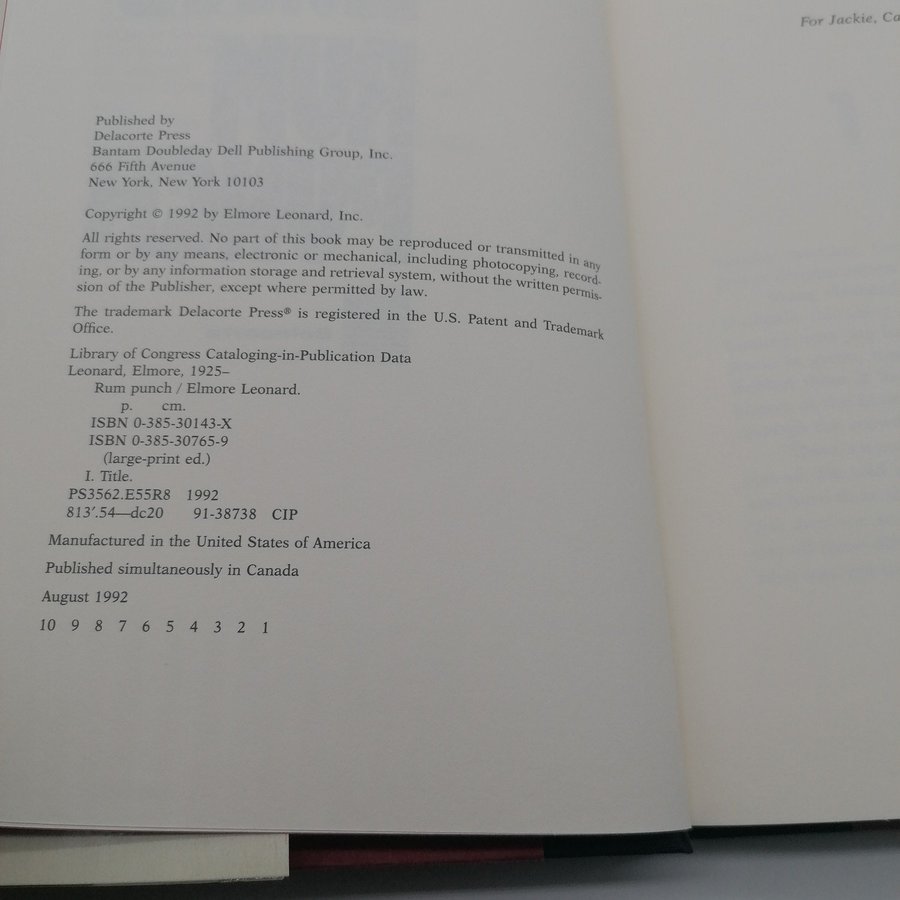 Published by
Delacorte Press
Bantam Doubleday Dell Publishing Group, Inc.
666 Fifth Avenue
New York, New York 10103
Copyright © 1992 by Elmore Leonard, Inc.
All rights reserved. No part of this book may be reproduced or transmitted in any
form or by any means, electronic or mechanical, including photocopying, record-
ing, or by any information storage and retrieval system, without the written permis-
sion of the Publisher, except where permitted by law.
The trademark Delacorte Press® is registered in the U.S. Patent and Trademark
Office.
Library of Congress Cataloging-in-Publication Data
Leonard, Elmore, 1925–
Rum punch / Elmore Leonard.
p. cm.
ISBN 0-385-30143-X
ISBN 0-385-30765-9
(large-print ed.)
I. Title.
PS3562.E55R8 1992
813'.54—dc20 91-38738 CIP
Manufactured in the United States of America
Published simultaneously in Canada
August 1992
10 9 8 7 6 5 4 3 2 1
For Jackie, Ca